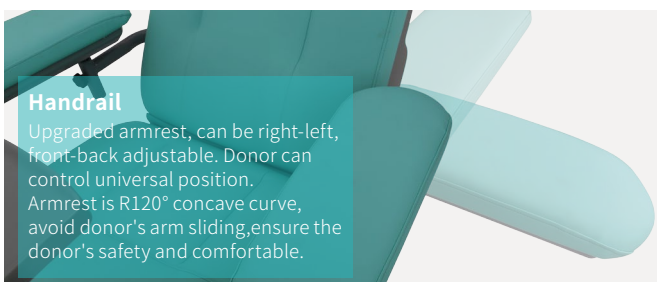 Handrail
Upgraded armrest, can be right-left,
front-back adjustable. Donor can
control universal position.
Armrest is R120° concave curve,
avoid donor's arm sliding,ensure the
donor's safety and comfortable.